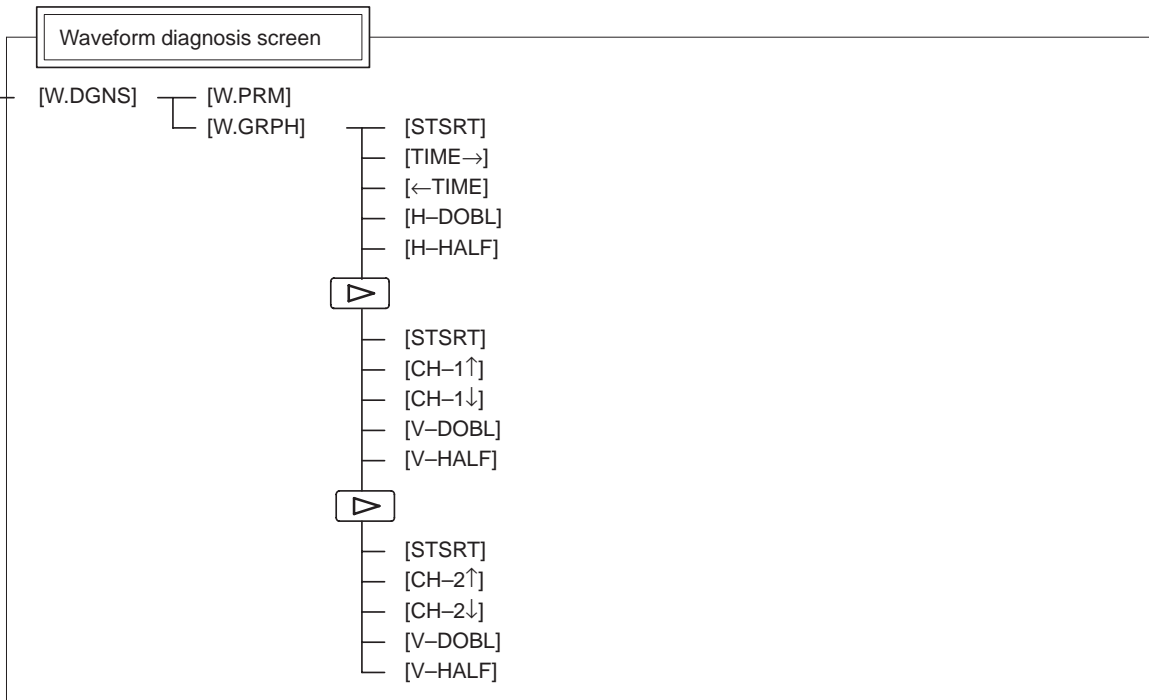 Waveform diagnosis screen
[W.DGNS] [W.PRM]
[W.GRPH] [STSRT]
[TIME→]
[←TIME]
[H–DOBL]
[H–HALF]
[STSRT]
[CH–1↑]
[CH–1↓]
[V–DOBL]
[V–HALF]
[STSRT]
[CH–2↑]
[CH–2↓]
[V–DOBL]
[V–HALF]